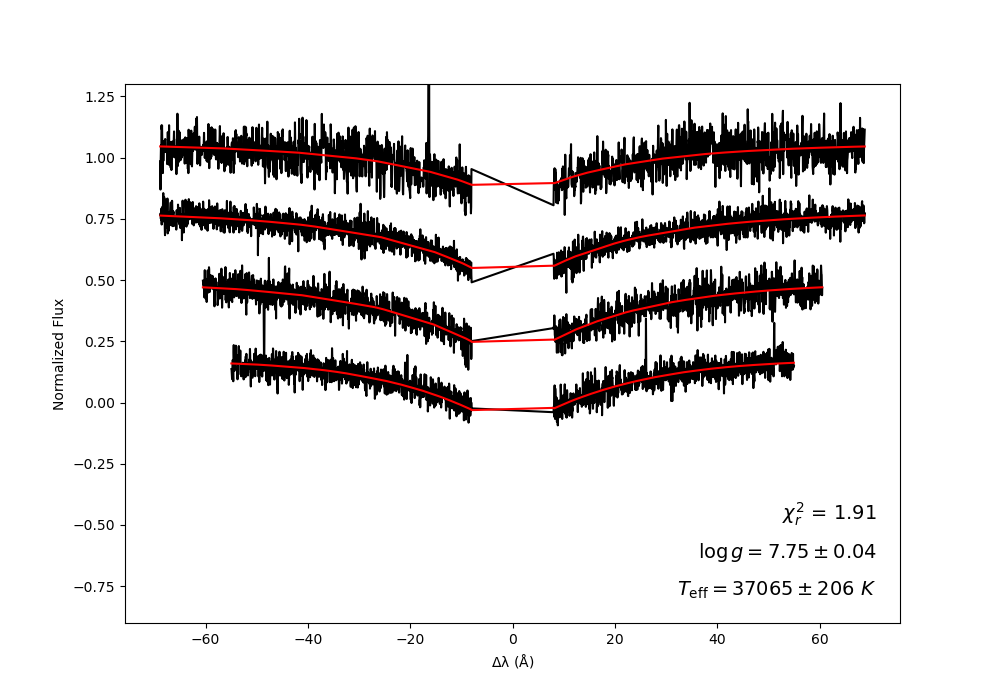 1.25
1.00
0.75
0.50
0.25
0.00
−0.25
−0.50
−0.75
Normalized Flux
χ²ᵣ = 1.91
log g = 7.75 ± 0.04
T_eff = 37065 ± 206 K
−60 −40 −20 0 20 40 60
Δλ (Å)